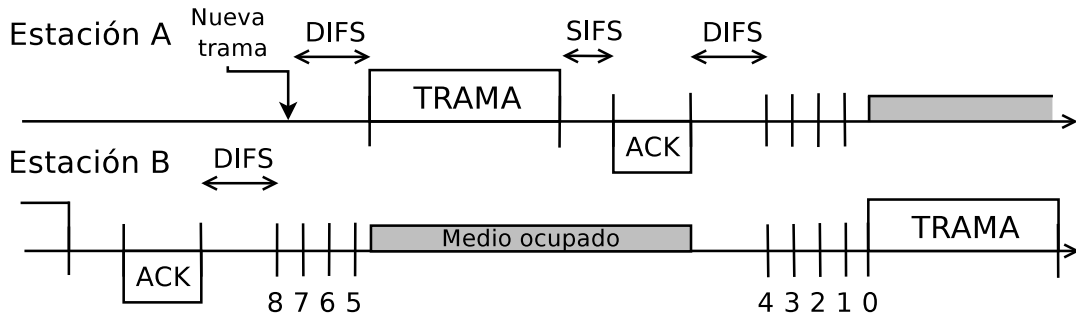 Nueva
trama
Estación A
DIFS
SIFS
DIFS
TRAMA
ACK
Estación B
DIFS
ACK
Medio ocupado
TRAMA
8 7 6 5
4 3 2 1 0